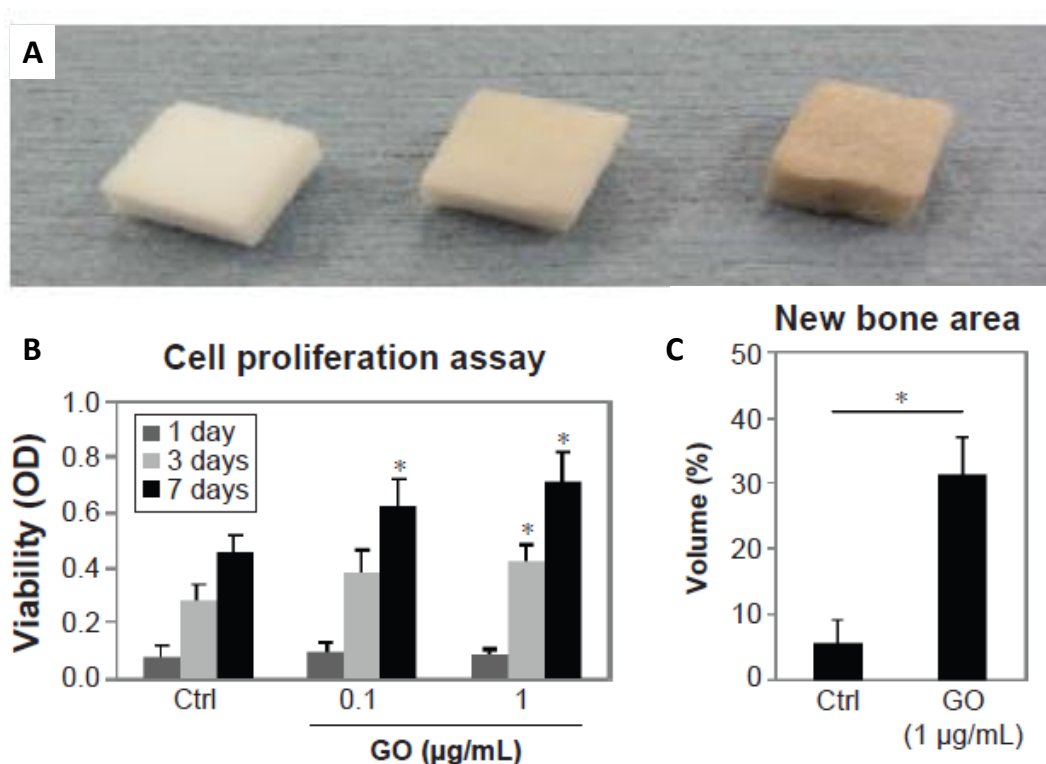 A
B
Cell proliferation assay
Viability (OD)
1.0
0.8
0.6
0.4
0.2
0.0
1 day
3 days
7 days
*
*
*
Ctrl
0.1
1
GO (µg/mL)
C
New bone area
Volume (%)
50
40
30
20
10
0
*
Ctrl
GO
(1 µg/mL)